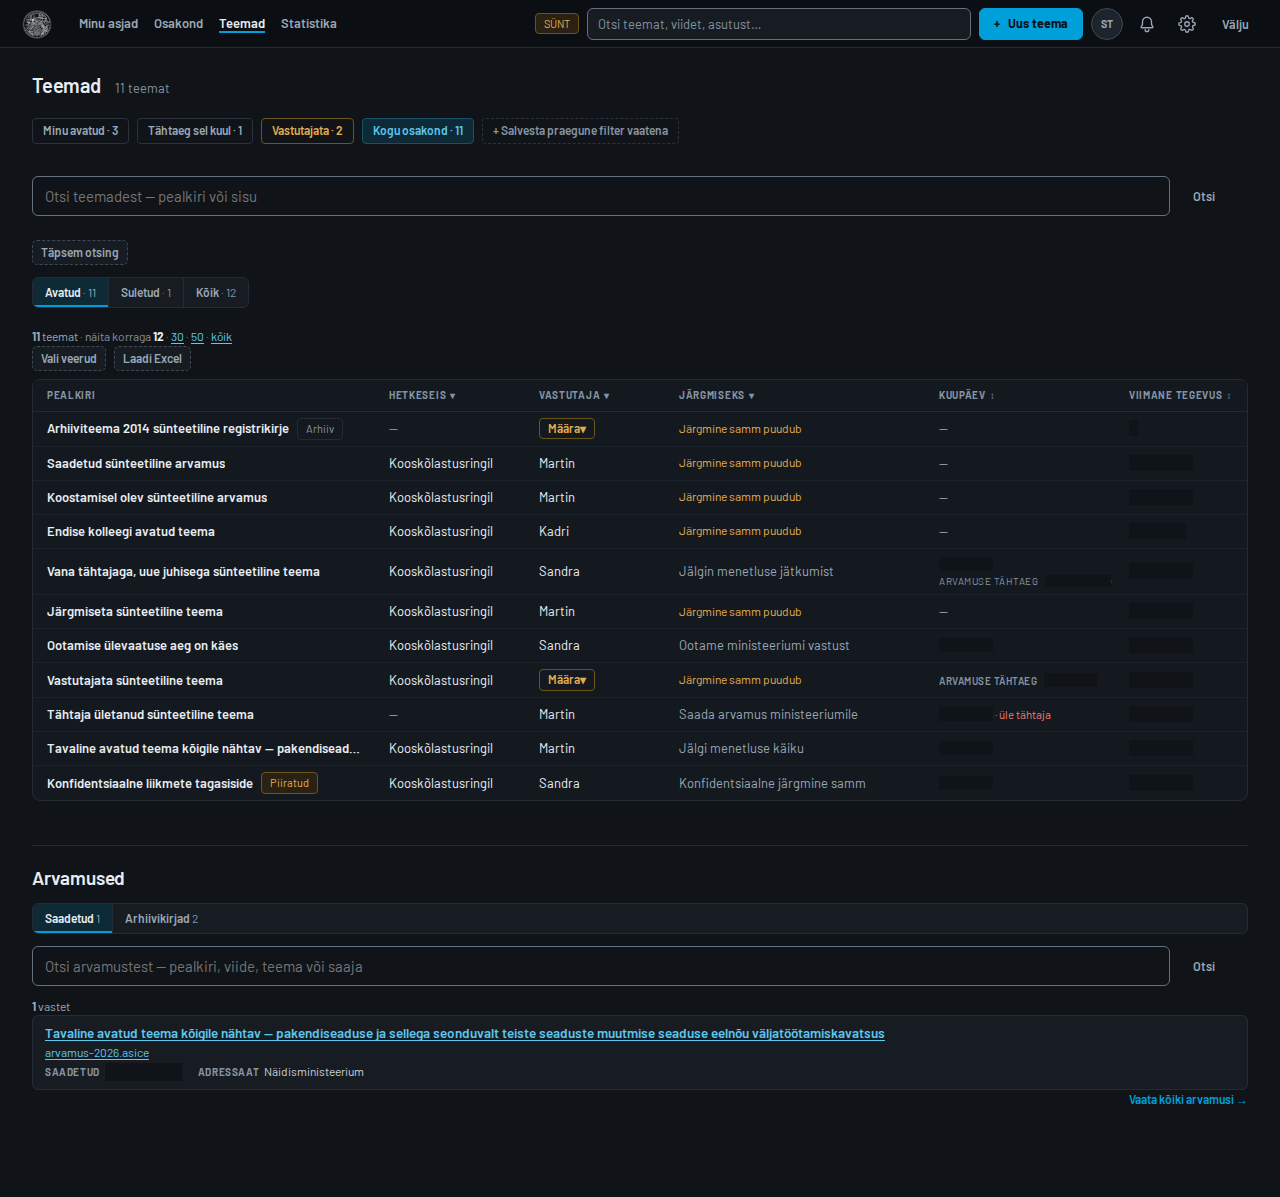 Minu asjad Osakond Teemad Statistika SÜNT Otsi teemat, viidet, asutust... + Uus teema ST Välju
Teemad 11 teemat
Minu avatud · 3 Tähtaeg sel kuul · 1 Vastutajata · 2 Kogu osakond · 11 + Salvesta praegune filter vaatena
Otsi teemadest — pealkiri või sisu Otsi
Täpsem otsing
Avatud · 11 Suletud · 1 Kõik · 12
11 teemat · näita korraga 12 · 30 · 50 · kõik
Vali veerud Laadi Excel
PEALKIRI HETKESEIS ▾ VASTUTAJA ▾ JÄRGMISEKS ▾ KUUPÄEV ↕ VIIMANE TEGEVUS ↕
Arhiiviteema 2014 sünteetiline registrikirje Arhiiv — Määra▾ Järgmine samm puudub —
Saadetud sünteetiline arvamus Kooskõlastusringil Martin Järgmine samm puudub —
Koostamisel olev sünteetiline arvamus Kooskõlastusringil Martin Järgmine samm puudub —
Endise kolleegi avatud teema Kooskõlastusringil Kadri Järgmine samm puudub —
Vana tähtajaga, uue juhisega sünteetiline teema Kooskõlastusringil Sandra Jälgin menetluse jätkumist
ARVAMUSE TÄHTAEG
Järgmiseta sünteetiline teema Kooskõlastusringil Martin Järgmine samm puudub —
Ootamise ülevaatuse aeg on käes Kooskõlastusringil Sandra Ootame ministeeriumi vastust
Vastutajata sünteetiline teema Kooskõlastusringil Määra▾ Järgmine samm puudub ARVAMUSE TÄHTAEG
Tähtaja ületanud sünteetiline teema — Martin Saada arvamus ministeeriumile · üle tähtaja
Tavaline avatud teema kõigile nähtav — pakendisead... Kooskõlastusringil Martin Jälgi menetluse käiku
Konfidentsiaalne liikmete tagasiside Piiratud Kooskõlastusringil Sandra Konfidentsiaalne järgmine samm
Arvamused
Saadetud 1 Arhiivikirjad 2
Otsi arvamustest — pealkiri, viide, teema või saaja Otsi
1 vastet
Tavaline avatud teema kõigile nähtav — pakendiseaduse ja sellega seonduvalt teiste seaduste muutmise seaduse eelnõu väljatöötamiskavatsus
arvamus-2026.asice
SAADETUD ADRESSAAT Näidisministeerium
Vaata kõiki arvamusi →